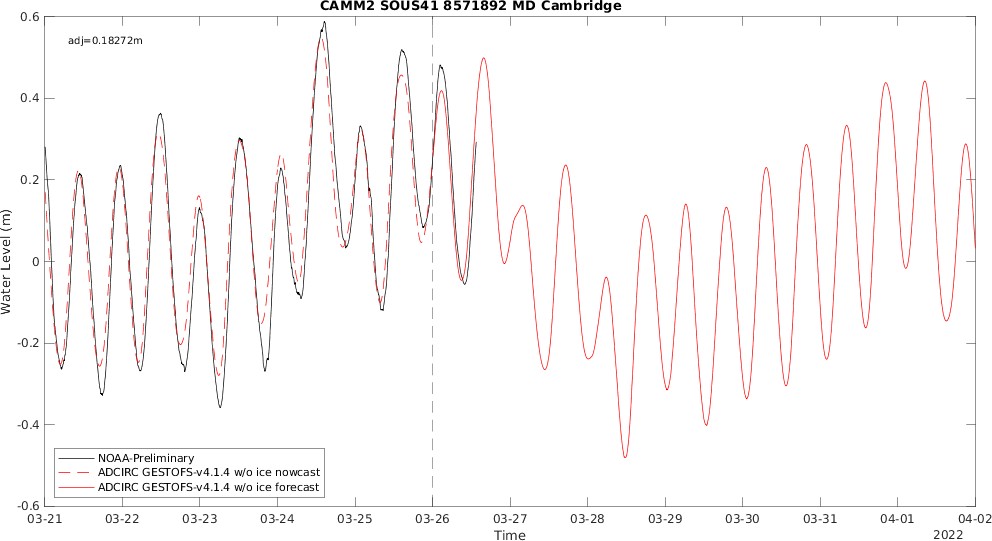 CAMM2 SOUS41 8571892 MD Cambridge
adj=0.18272m
0.6
0.4
0.2
0
-0.2
-0.4
-0.6
Water Level (m)
NOAA-Preliminary
ADCIRC GESTOFS-v4.1.4 w/o ice nowcast
ADCIRC GESTOFS-v4.1.4 w/o ice forecast
03-21 03-22 03-23 03-24 03-25 03-26 03-27 03-28 03-29 03-30 03-31 04-01 04-02
Time
2022